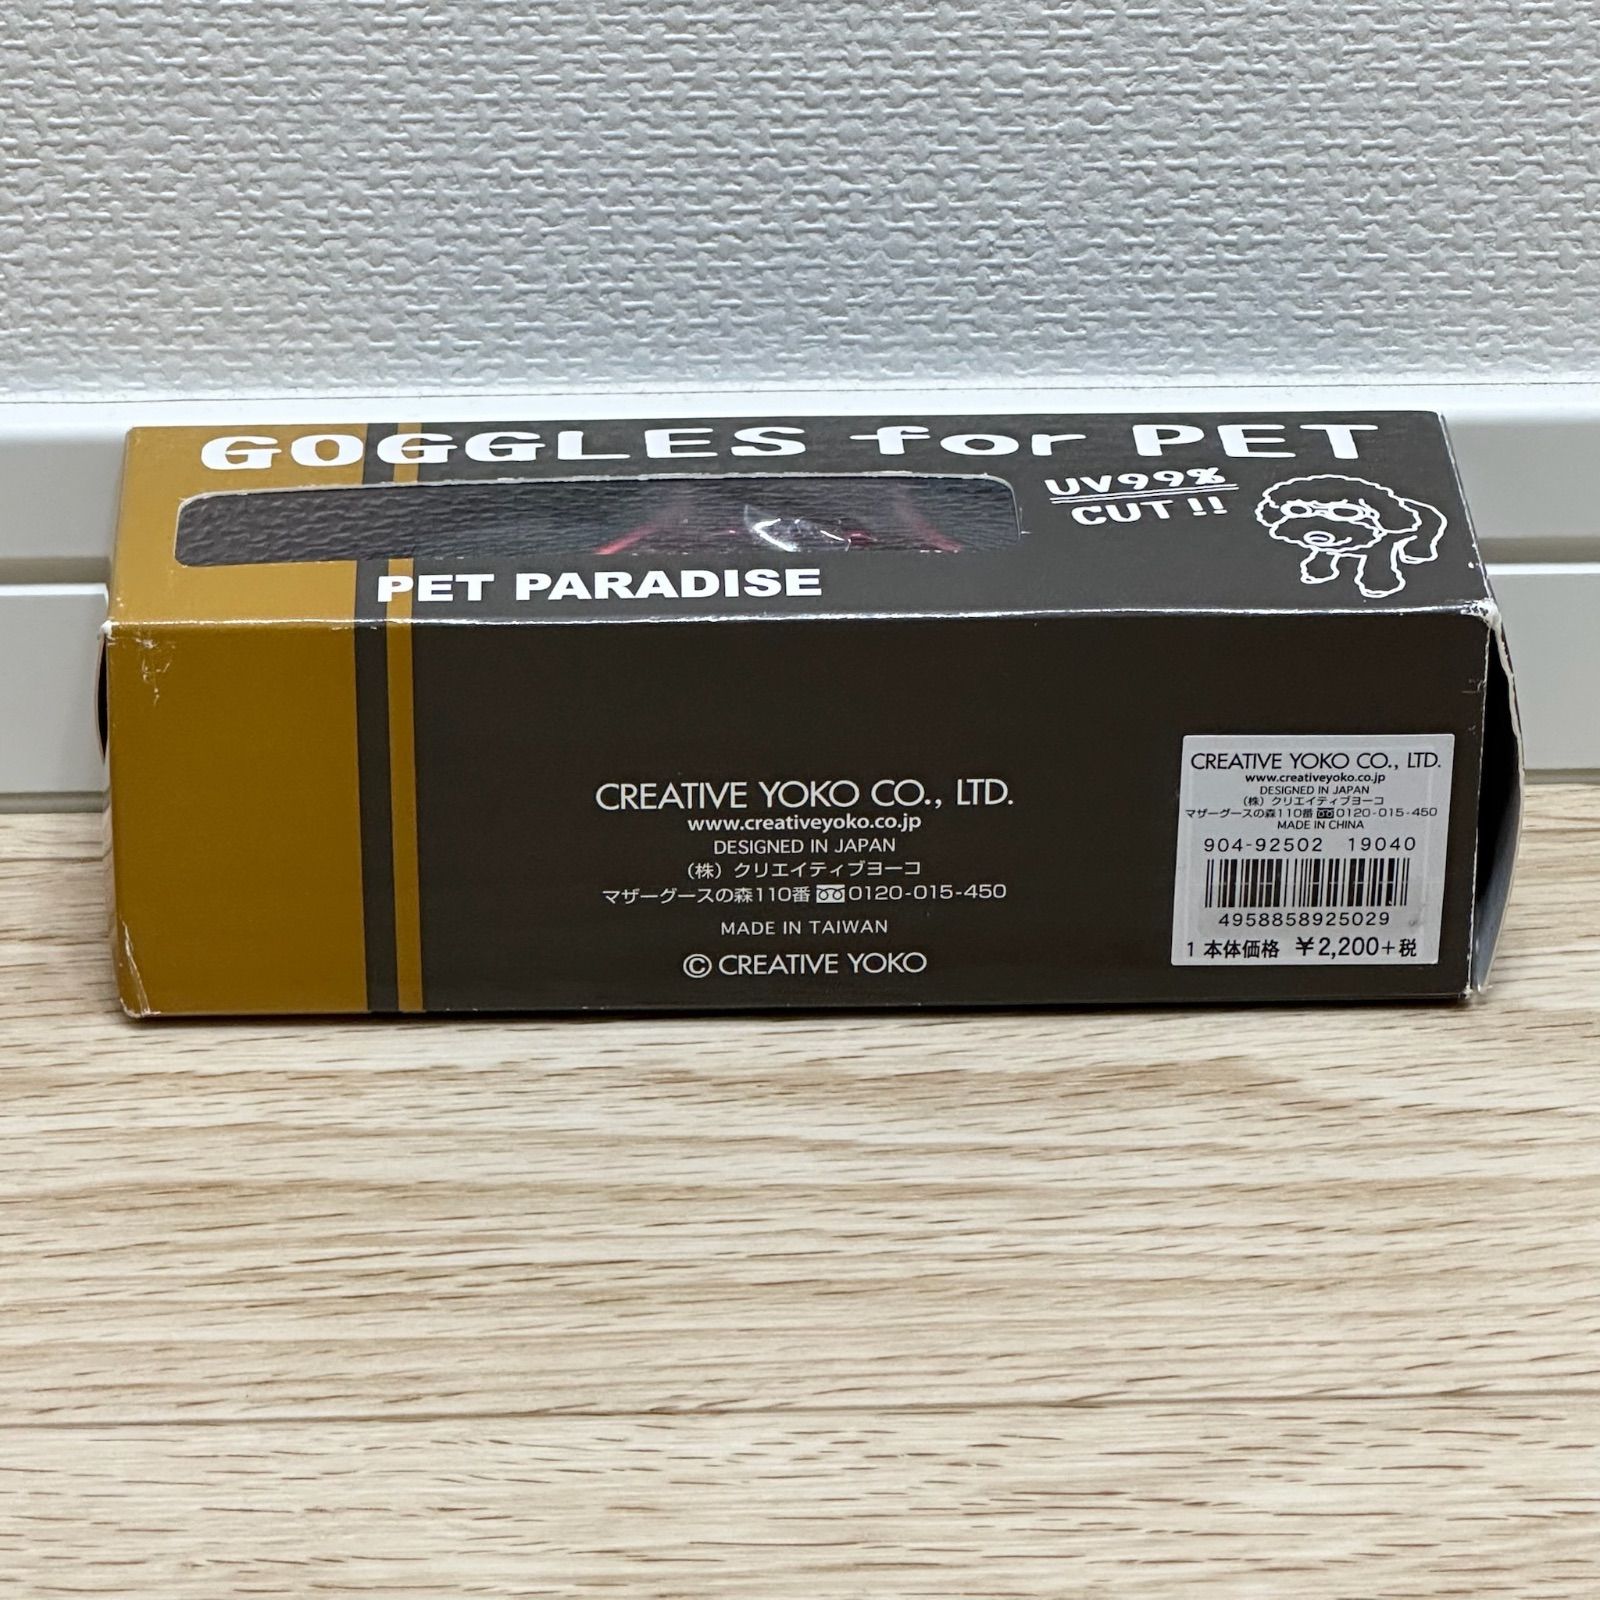 GOGGLES for PET
UV99%
CUT!!
PET PARADISE
CREATIVE YOKO CO., LTD.
www.creativeyoko.co.jp
DESIGNED IN JAPAN
（株）クリエイティブヨーコ
マザーグースの森110番 0120-015-450
MADE IN TAIWAN
© CREATIVE YOKO
CREATIVE YOKO CO., LTD.
www.creativeyoko.co.jp
DESIGNED IN JAPAN
（株）クリエイティブヨーコ
マザーグースの森110番 0120-015-450
MADE IN CHINA
904-92502 19040
4958858925029
1 本体価格 ￥2,200+税